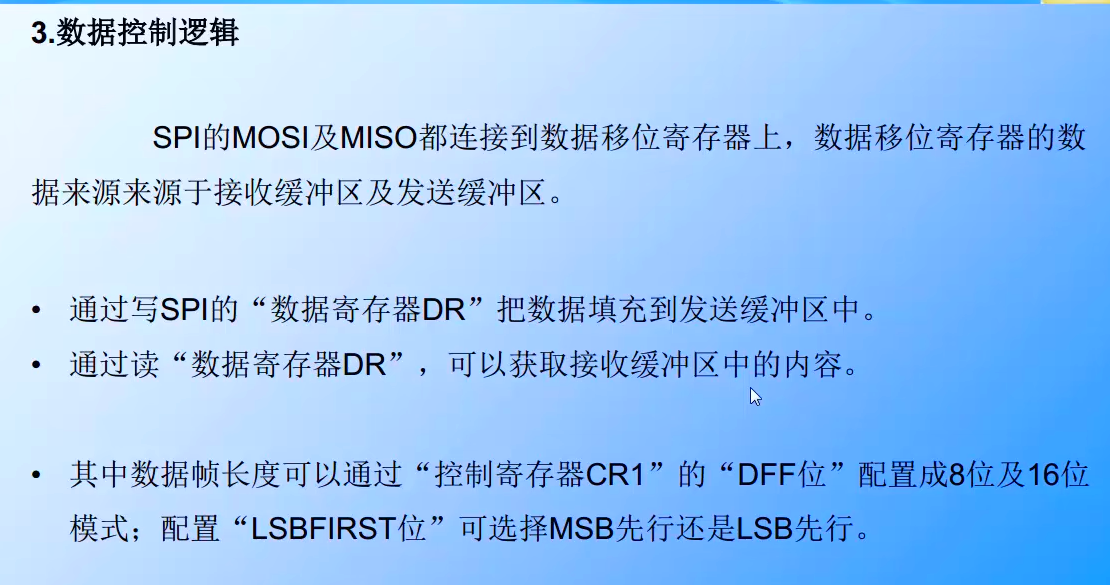 3.数据控制逻辑
SPI的MOSI及MISO都连接到数据移位寄存器上，数据移位寄存器的数
据来源来源于接收缓冲区及发送缓冲区。
• 通过写SPI的“数据寄存器DR”把数据填充到发送缓冲区中。
• 通过读“数据寄存器DR”，可以获取接收缓冲区中的内容。
• 其中数据帧长度可以通过“控制寄存器CR1”的“DFF位”配置成8位及16位
模式；配置“LSBFIRST位”可选择MSB先行还是LSB先行。